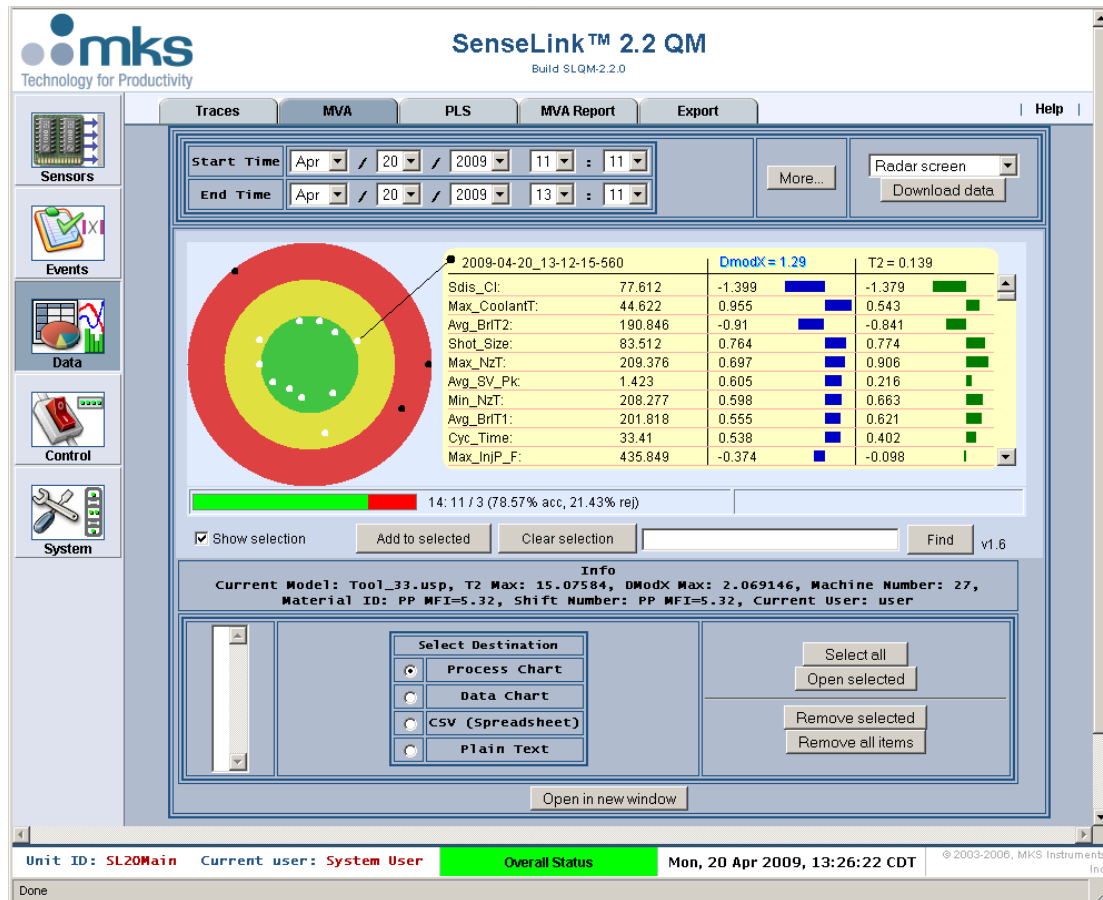 mks
Technology for Productivity
SenseLink™ 2.2 QM
Build SLQM-2.2.0
Traces MVA PLS MVA Report Export | Help |
Sensors
Events
Data
Control
System
Start Time Apr / 20 / 2009 11 : 11
End Time Apr / 20 / 2009 13 : 11
More...
Radar screen
Download data
2009-04-20_13-12-15-560 DmodX = 1.29 T2 = 0.139
Sdis_Cl: 77.612 -1.399 -1.379
Max_CoolantT: 44.622 0.955 0.543
Avg_BrlT2: 190.846 -0.91 -0.841
Shot_Size: 83.512 0.764 0.774
Max_NzT: 209.376 0.697 0.906
Avg_SV_Pk: 1.423 0.605 0.216
Min_NzT: 208.277 0.598 0.663
Avg_BrlT1: 201.818 0.555 0.621
Cyc_Time: 33.41 0.538 0.402
Max_InjP_F: 435.849 -0.374 -0.098
14: 11 / 3 (78.57% acc, 21.43% rej)
Show selection Add to selected Clear selection Find v1.6
Info
Current Model: Tool_33.usp, T2 Max: 15.07584, DModX Max: 2.069146, Machine Number: 27,
Material ID: PP MFI=5.32, Shift Number: PP MFI=5.32, Current User: user
Select Destination
Process Chart
Data Chart
CSV (Spreadsheet)
Plain Text
Select all
Open selected
Remove selected
Remove all items
Open in new window
Unit ID: SL20Main Current user: System User Overall Status Mon, 20 Apr 2009, 13:26:22 CDT © 2003-2006, MKS Instruments
Inc
Done